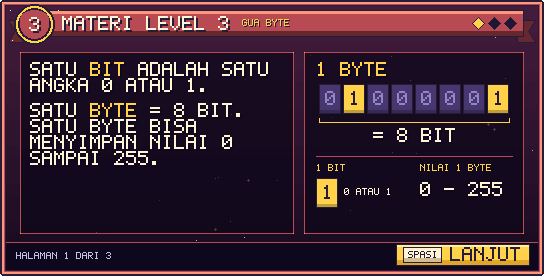 3 MATERI LEVEL 3 GUA BYTE
SATU BIT ADALAH SATU
ANGKA 0 ATAU 1.
SATU BYTE = 8 BIT.
SATU BYTE BISA
MENYIMPAN NILAI 0
SAMPAI 255.
1 BYTE
0 1 0 0 0 0 0 1
= 8 BIT
1 BIT
1 0 ATAU 1
NILAI 1 BYTE
0 - 255
HALAMAN 1 DARI 3
SPASI LANJUT